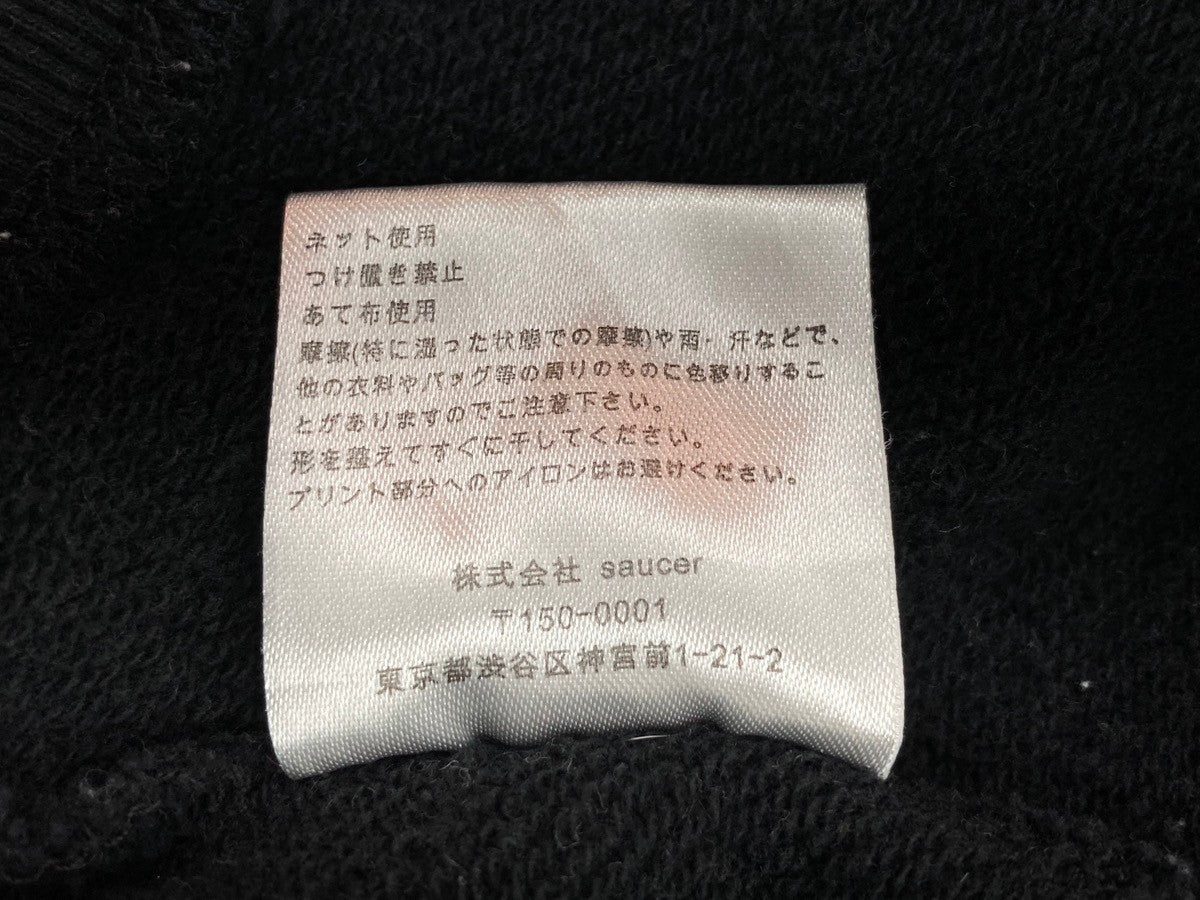 ネット使用
つけ置き禁止
あて布使用
摩擦(特に湿った状態での摩擦)や雨・汗などで、
他の衣料やバッグ等の周りのものに色移りするこ
とがありますのでご注意下さい。
形を整えてすぐに干してください。
プリント部分へのアイロンはお避けください。
株式会社 saucer
〒150-0001
東京都渋谷区神宮前1-21-2